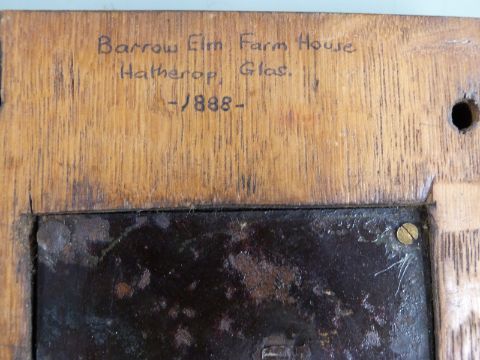 Barrow Elm Farm House
Hatherop, Glos.
-1888-